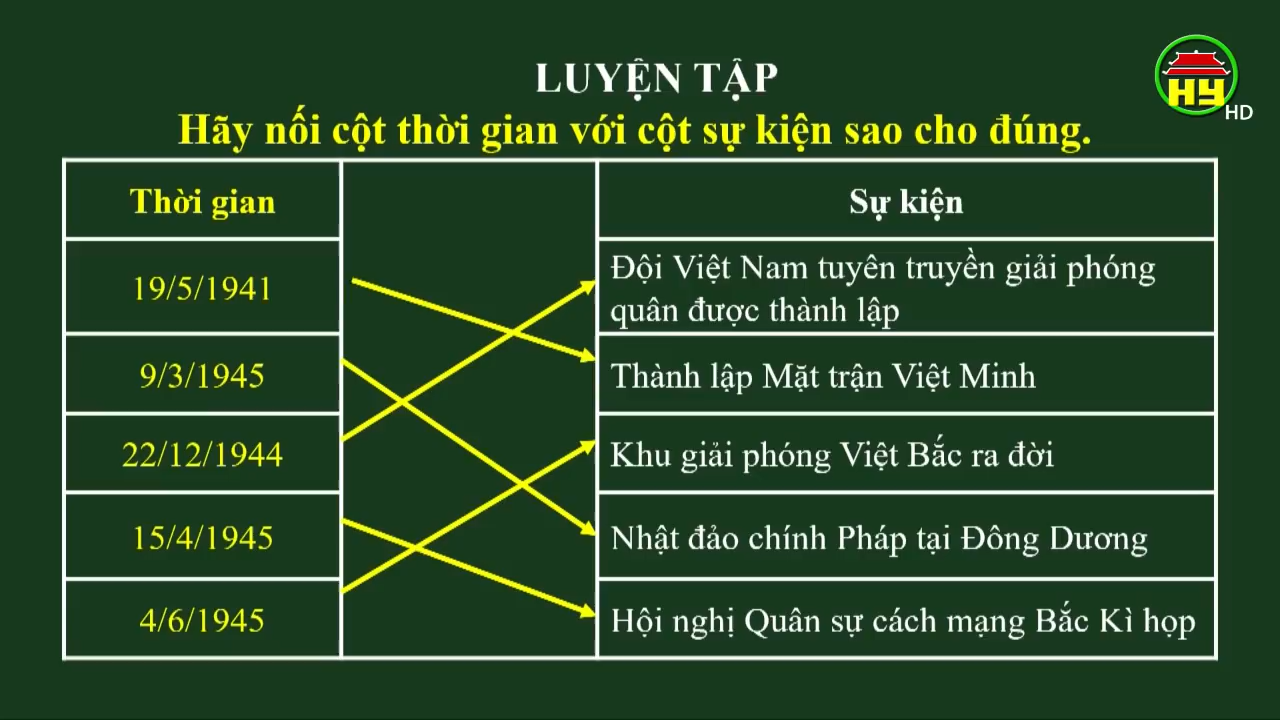 LUYỆN TẬP
HY
HD
Hãy nối cột thời gian với cột sự kiện sao cho đúng.
Thời gian
Sự kiện
19/5/1941
Đội Việt Nam tuyên truyền giải phóng
quân được thành lập
9/3/1945
Thành lập Mặt trận Việt Minh
22/12/1944
Khu giải phóng Việt Bắc ra đời
15/4/1945
Nhật đảo chính Pháp tại Đông Dương
4/6/1945
Hội nghị Quân sự cách mạng Bắc Kì họp